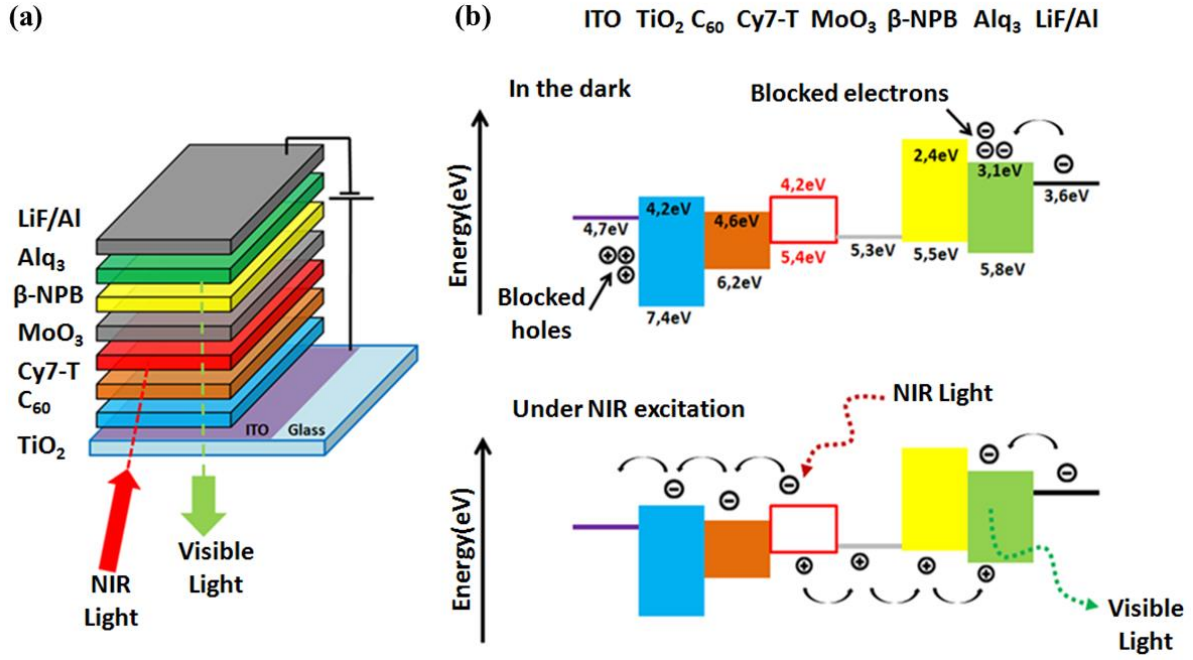 (a)
LiF/Al
Alq₃
β-NPB
MoO₃
Cy7-T
C₆₀
TiO₂
ITO
Glass
NIR
Light
Visible
Light
(b)
ITO TiO₂ C₆₀ Cy7-T MoO₃ β-NPB Alq₃ LiF/Al
In the dark
Blocked electrons
Energy(eV)
4,7eV
4,2eV
4,6eV
4,2eV
2,4eV
3,1eV
3,6eV
Blocked
holes
7,4eV
6,2eV
5,4eV
5,3eV
5,5eV
5,8eV
Under NIR excitation
NIR Light
Energy(eV)
Visible
Light